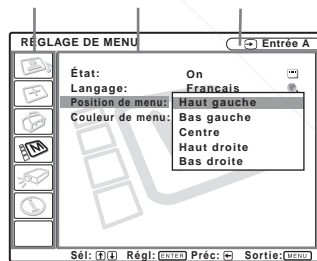 RÉGLAGE DE MENU Entrée A
État: On
Langage: Français
Position de menu: Haut gauche
Couleur de menu: Bas gauche
Centre
Haut droite
Bas droite
Sél: Régl: ENTER Préc: Sortie: MENU